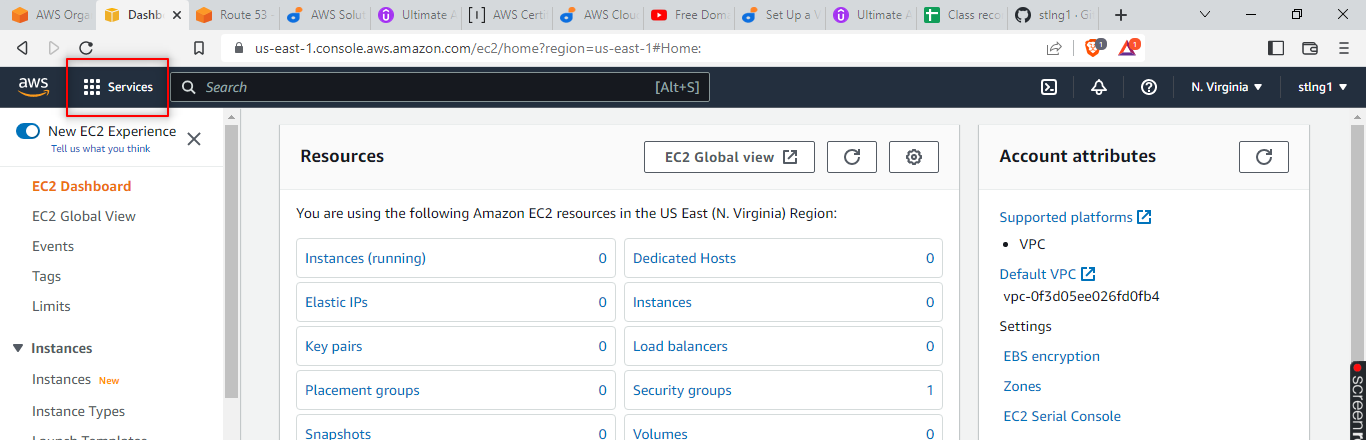 AWS Orga
Dashbo
Route 53 -
AWS Solut
Ultimate A
AWS Certi
AWS Clou
Free Doma
Set Up a V
Ultimate A
Class reco
stlng1 · Gi
us-east-1.console.aws.amazon.com/ec2/home?region=us-east-1#Home:
1
1
aws
Services
Search
[Alt+S]
N. Virginia
stlng1
New EC2 Experience
Tell us what you think
EC2 Dashboard
EC2 Global View
Events
Tags
Limits
Instances
Instances New
Instance Types
Launch Templates
Resources
EC2 Global view
You are using the following Amazon EC2 resources in the US East (N. Virginia) Region:
Instances (running) 0
Dedicated Hosts 0
Elastic IPs 0
Instances 0
Key pairs 0
Load balancers 0
Placement groups 0
Security groups 1
Snapshots 0
Volumes 0
Account attributes
Supported platforms
• VPC
Default VPC
vpc-0f3d05ee026fd0fb4
Settings
EBS encryption
Zones
EC2 Serial Console